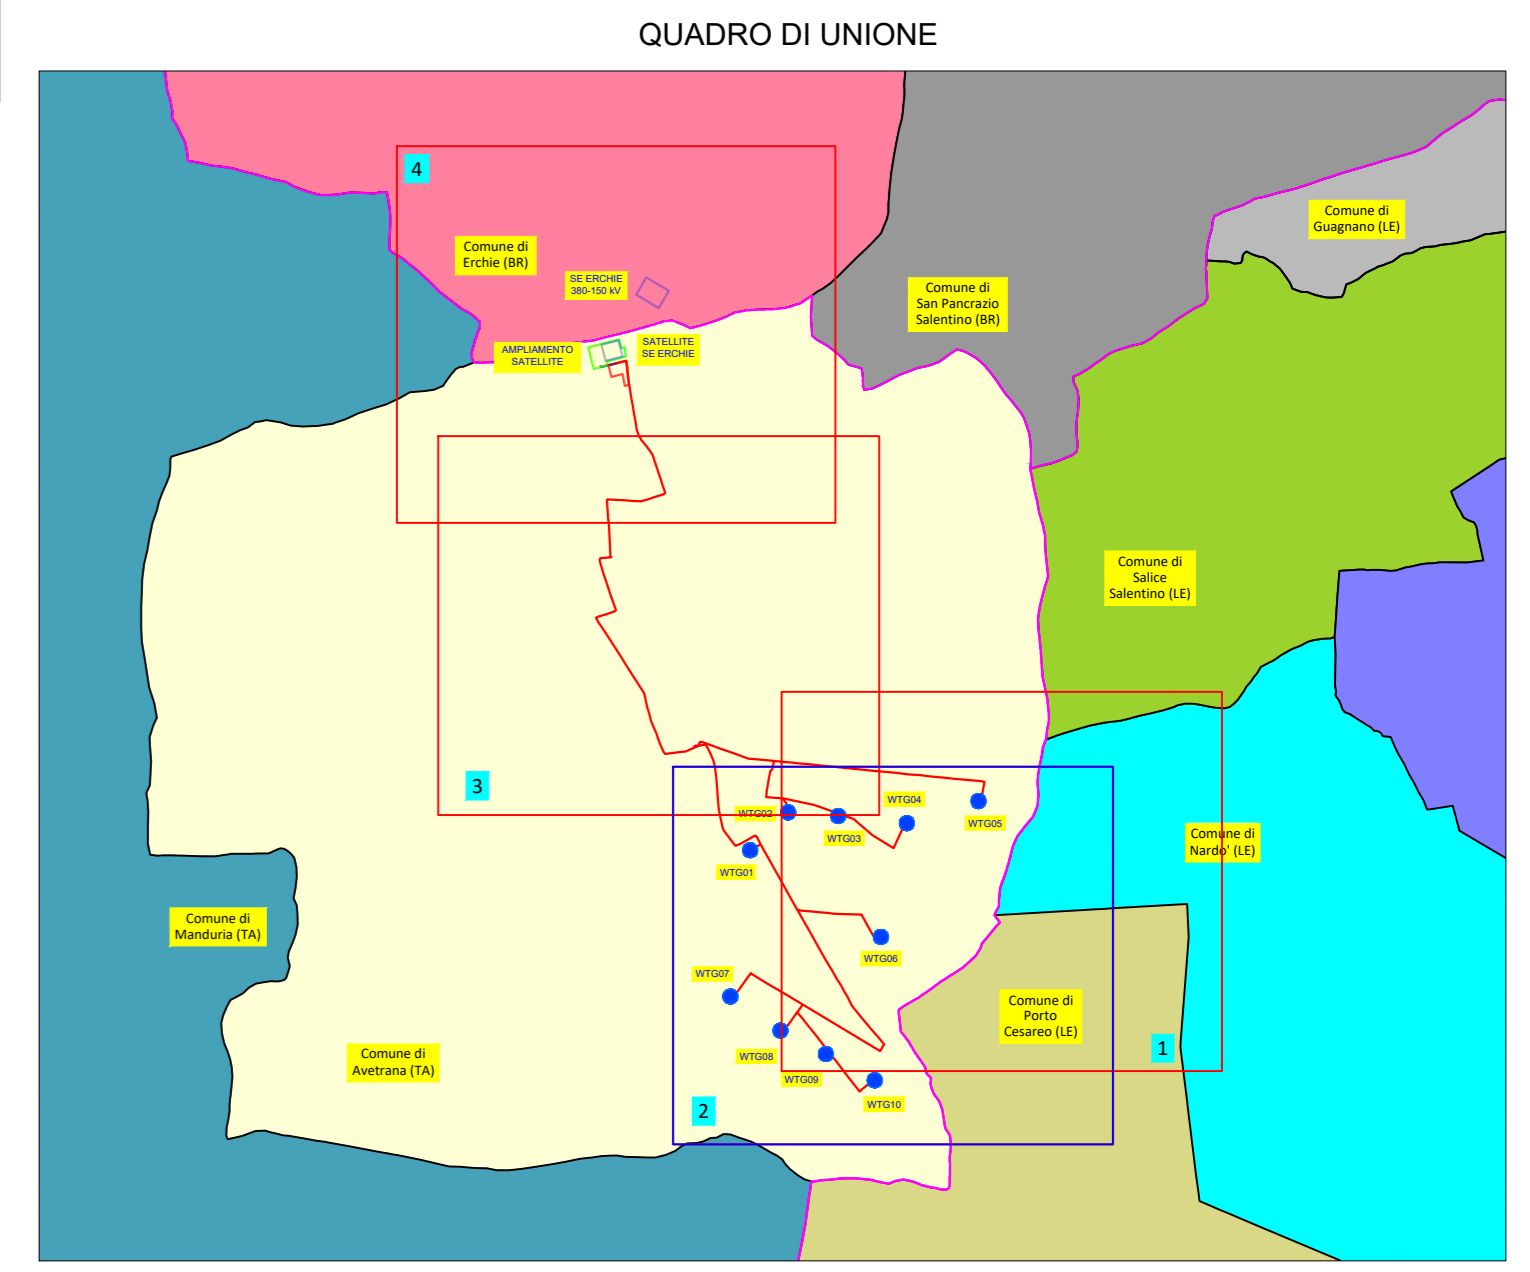 QUADRO DI UNIONE
4
Comune di
Erchie (BR)
SE ERCHIE
380-150 kV
Comune di
Guagnano (LE)
Comune di
San Pancrazio
Salentino (BR)
AMPLIAMENTO
SATELLITE
SATELLITE
SE ERCHIE
Comune di
Salice
Salentino (LE)
3
WTG02
WTG03
WTG04
WTG05
WTG01
Comune di
Nardo' (LE)
Comune di
Manduria (TA)
WTG06
WTG07
Comune di
Porto
Cesareo (LE)
1
WTG08
WTG09
WTG10
Comune di
Avetrana (TA)
2